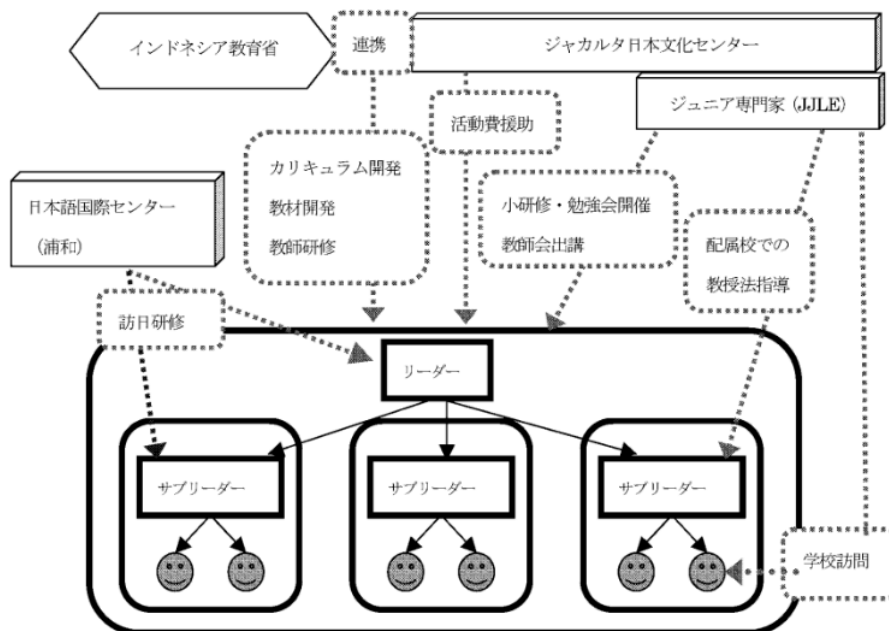 インドネシア教育省
連携
ジャカルタ日本文化センター
ジュニア専門家 (JJLE)
活動費援助
カリキュラム開発
教材開発
教師研修
日本語国際センター
(浦和)
小研修・勉強会開催
教師会出講
配属校での
教授法指導
訪日研修
リーダー
サブリーダー
サブリーダー
サブリーダー
学校訪問